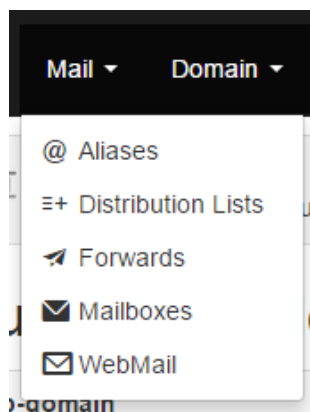 Mail Domain
@ Aliases
Distribution Lists
Forwards
Mailboxes
WebMail
-domain